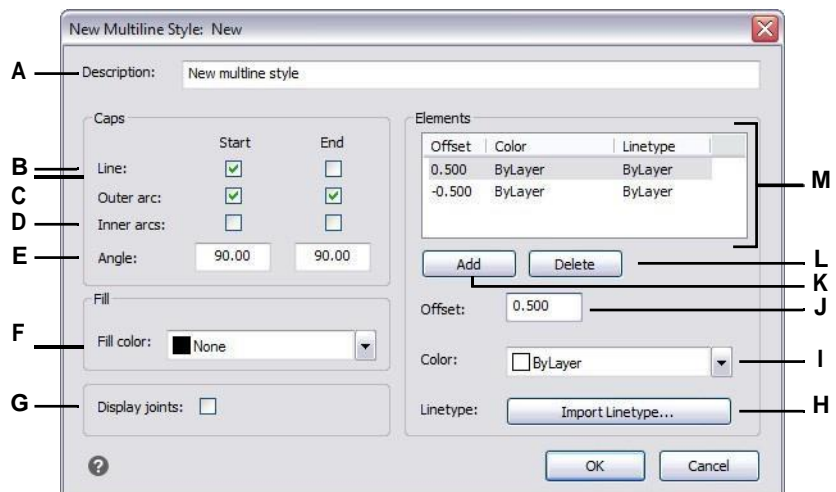 New Multiline Style: New
A
Description: New multline style
Caps
Start End
B
Line:
C
Outer arc:
D
Inner arcs:
E
Angle: 90.00 90.00
Fill
F
Fill color: None
G
Display joints:
Elements
Offset Color Linetype
0.500 ByLayer ByLayer
-0.500 ByLayer ByLayer
M
Add Delete
L
K
Offset: 0.500
J
Color: ByLayer
I
Linetype: Import Linetype...
H
?
OK Cancel